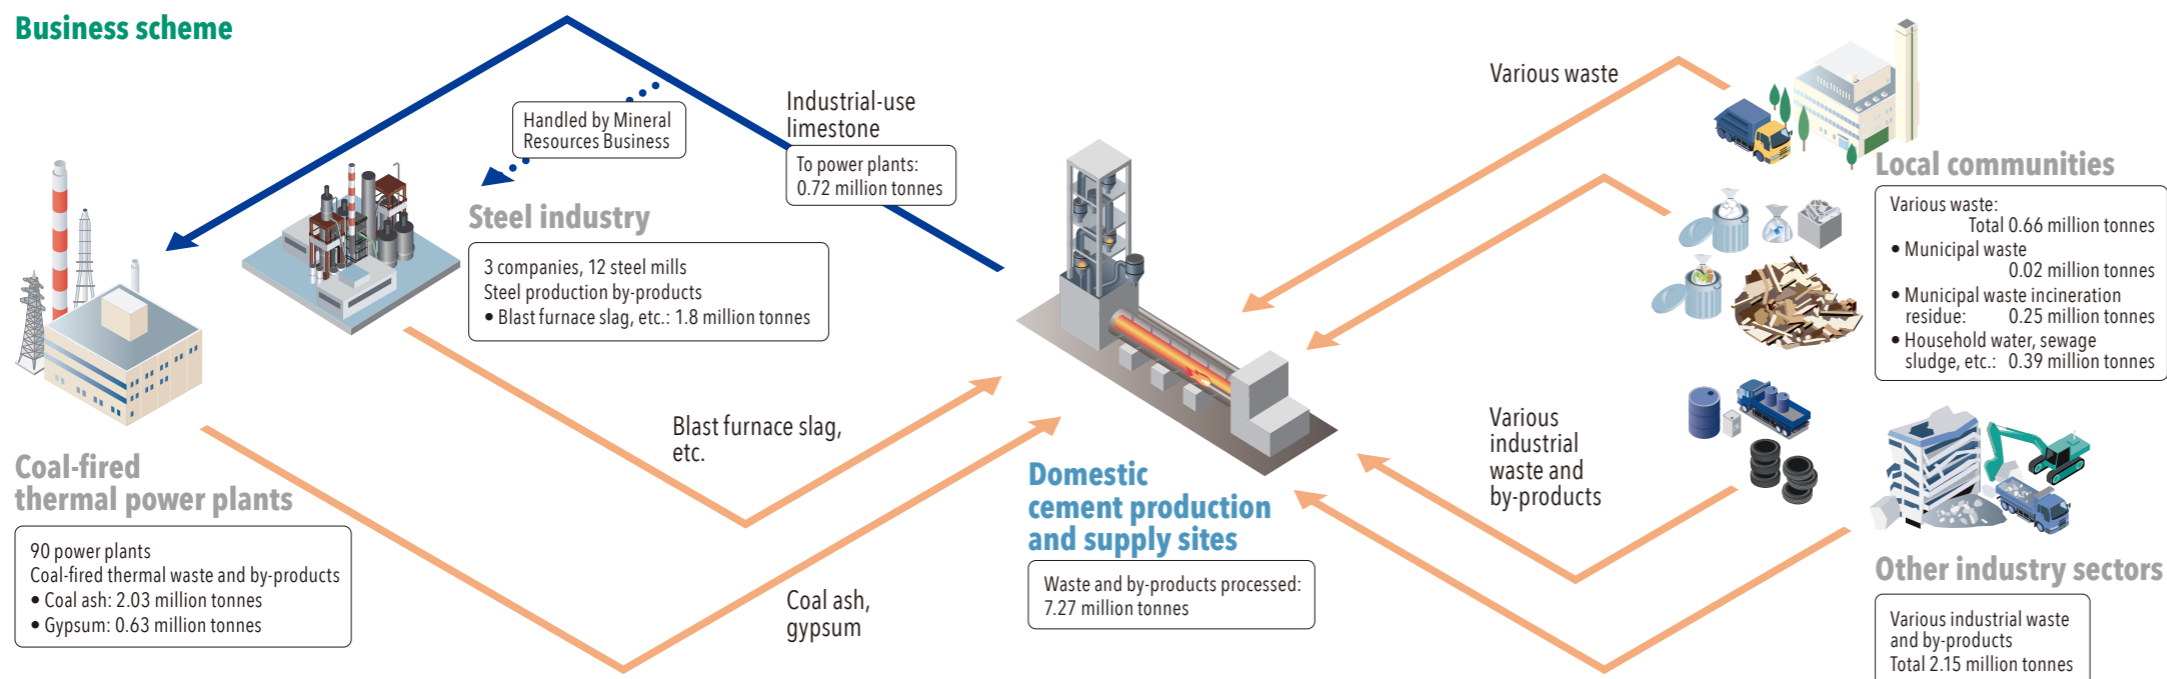 Business scheme
Handled by Mineral
Resources Business
Industrial-use
limestone
To power plants:
0.72 million tonnes
Steel industry
3 companies, 12 steel mills
Steel production by-products
• Blast furnace slag, etc.: 1.8 million tonnes
Coal-fired
thermal power plants
90 power plants
Coal-fired thermal waste and by-products
• Coal ash: 2.03 million tonnes
• Gypsum: 0.63 million tonnes
Blast furnace slag,
etc.
Coal ash,
gypsum
Domestic
cement production
and supply sites
Waste and by-products processed:
7.27 million tonnes
Various waste
Local communities
Various waste:
Total 0.66 million tonnes
• Municipal waste
0.02 million tonnes
• Municipal waste incineration
residue: 0.25 million tonnes
• Household water, sewage
sludge, etc.: 0.39 million tonnes
Various
industrial
waste and
by-products
Other industry sectors
Various industrial waste
and by-products
Total 2.15 million tonnes